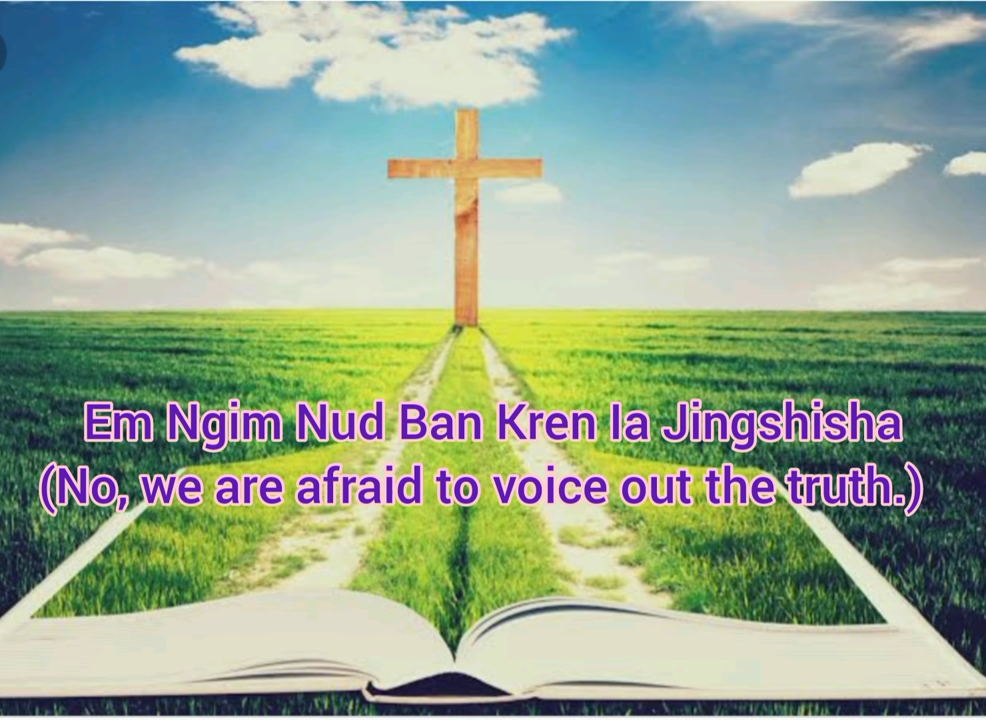 Em Ngim Nud Ban Kren Ia Jingshisha
(No, we are afraid to voice out the truth.)